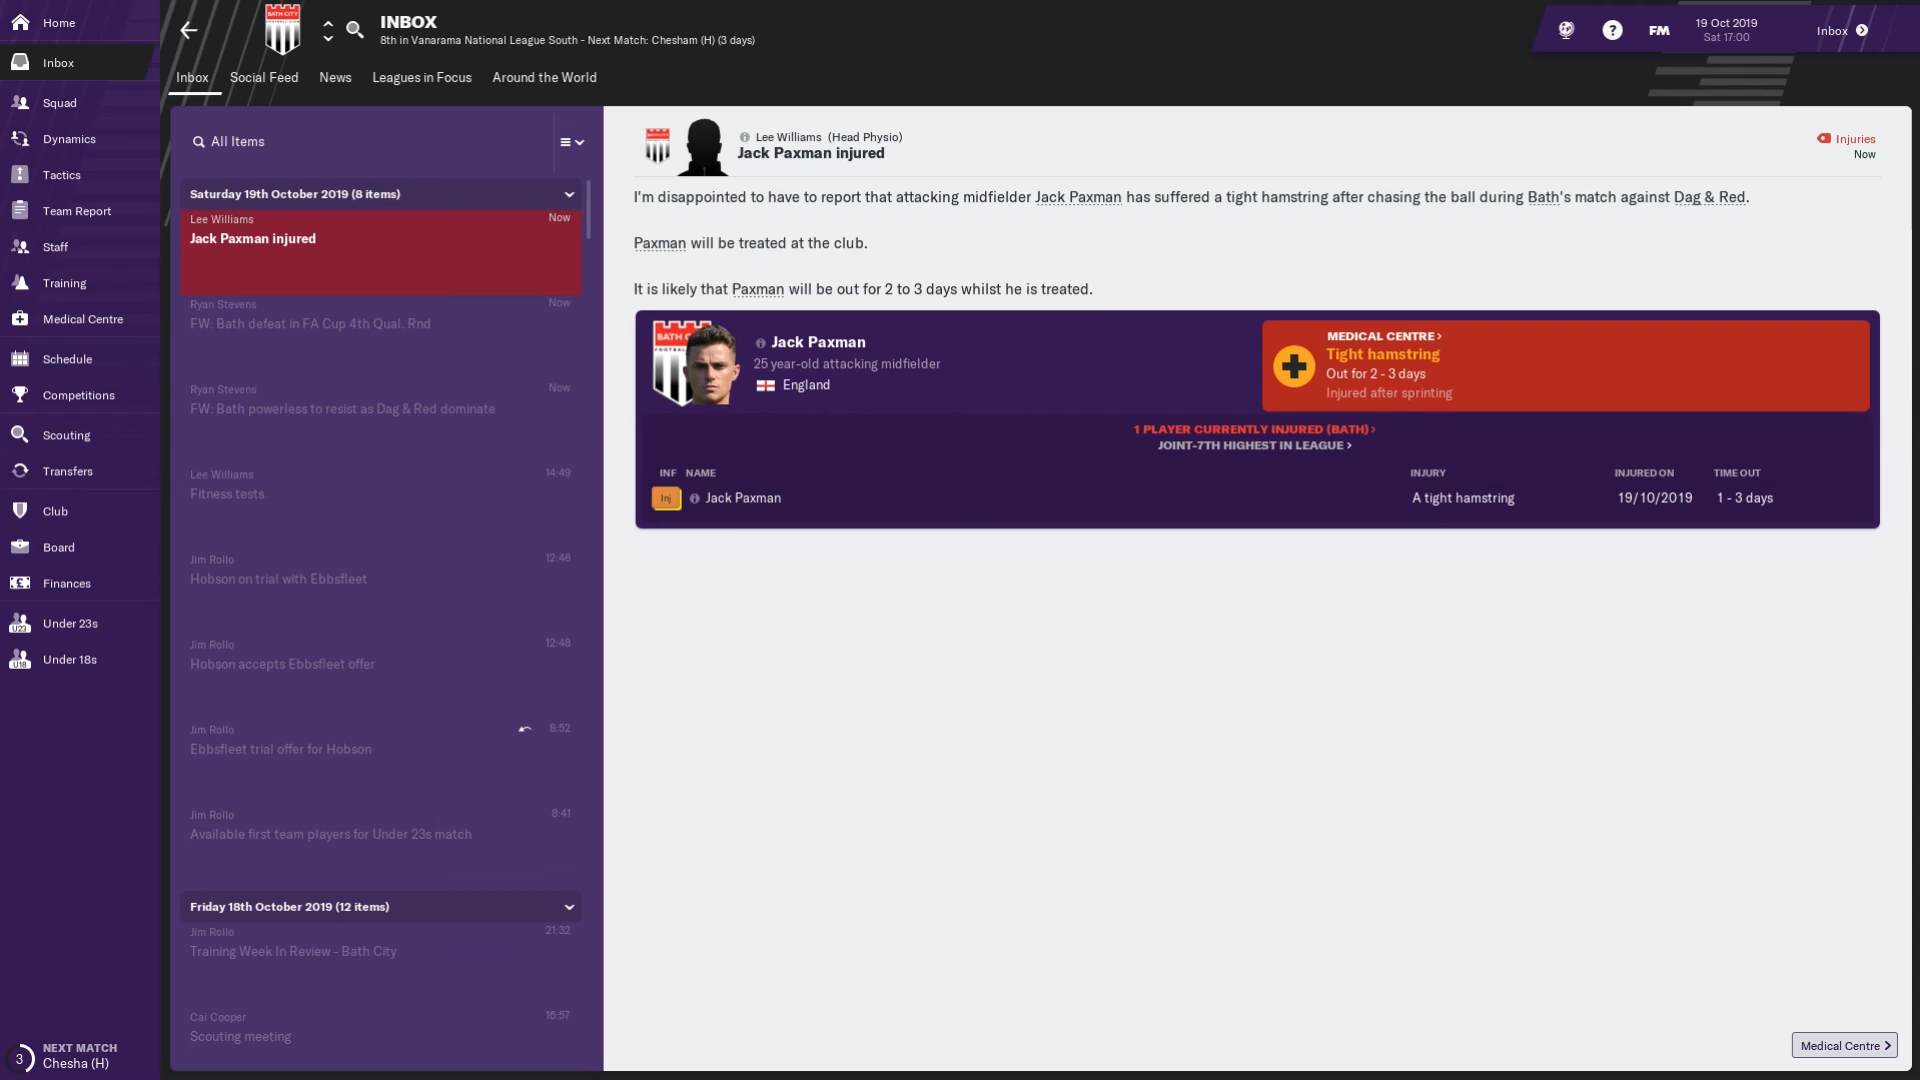 Home
Inbox
Squad
Dynamics
Tactics
Team Report
Staff
Training
Medical Centre
Schedule
Competitions
Scouting
Transfers
Club
Board
Finances
U23
Under 23s
U18
Under 18s
3
NEXT MATCH
Chesha (H)
BATH CITY
INBOX
8th in Vanarama National League South - Next Match: Chesham (H) (3 days)
?
FM
19 Oct 2019
Sat 17:00
Inbox
Inbox
Social Feed
News
Leagues in Focus
Around the World
All Items
Saturday 19th October 2019 (8 items)
Lee Williams
Now
Jack Paxman injured
Ryan Stevens
Now
FW: Bath defeat in FA Cup 4th Qual. Rnd
Ryan Stevens
Now
FW: Bath powerless to resist as Dag & Red dominate
Lee Williams
14:49
Fitness tests
Jim Rollo
12:48
Hobson on trial with Ebbsfleet
Jim Rollo
12:48
Hobson accepts Ebbsfleet offer
Jim Rollo
8:52
Ebbsfleet trial offer for Hobson
Jim Rollo
8:41
Available first team players for Under 23s match
Friday 18th October 2019 (12 items)
Jim Rollo
21:32
Training Week In Review - Bath City
Cai Cooper
16:57
Scouting meeting
Lee Williams (Head Physio)
Jack Paxman injured
Injuries
Now
I'm disappointed to have to report that attacking midfielder Jack Paxman has suffered a tight hamstring after chasing the ball during Bath's match against Dag & Red.
Paxman will be treated at the club.
It is likely that Paxman will be out for 2 to 3 days whilst he is treated.
Jack Paxman
25 year-old attacking midfielder
England
MEDICAL CENTRE >
Tight hamstring
Out for 2 - 3 days
Injured after sprinting
1 PLAYER CURRENTLY INJURED (BATH) >
JOINT-7TH HIGHEST IN LEAGUE >
INF
NAME
INJURY
INJURED ON
TIME OUT
Inj
Jack Paxman
A tight hamstring
19/10/2019
1 - 3 days
Medical Centre >